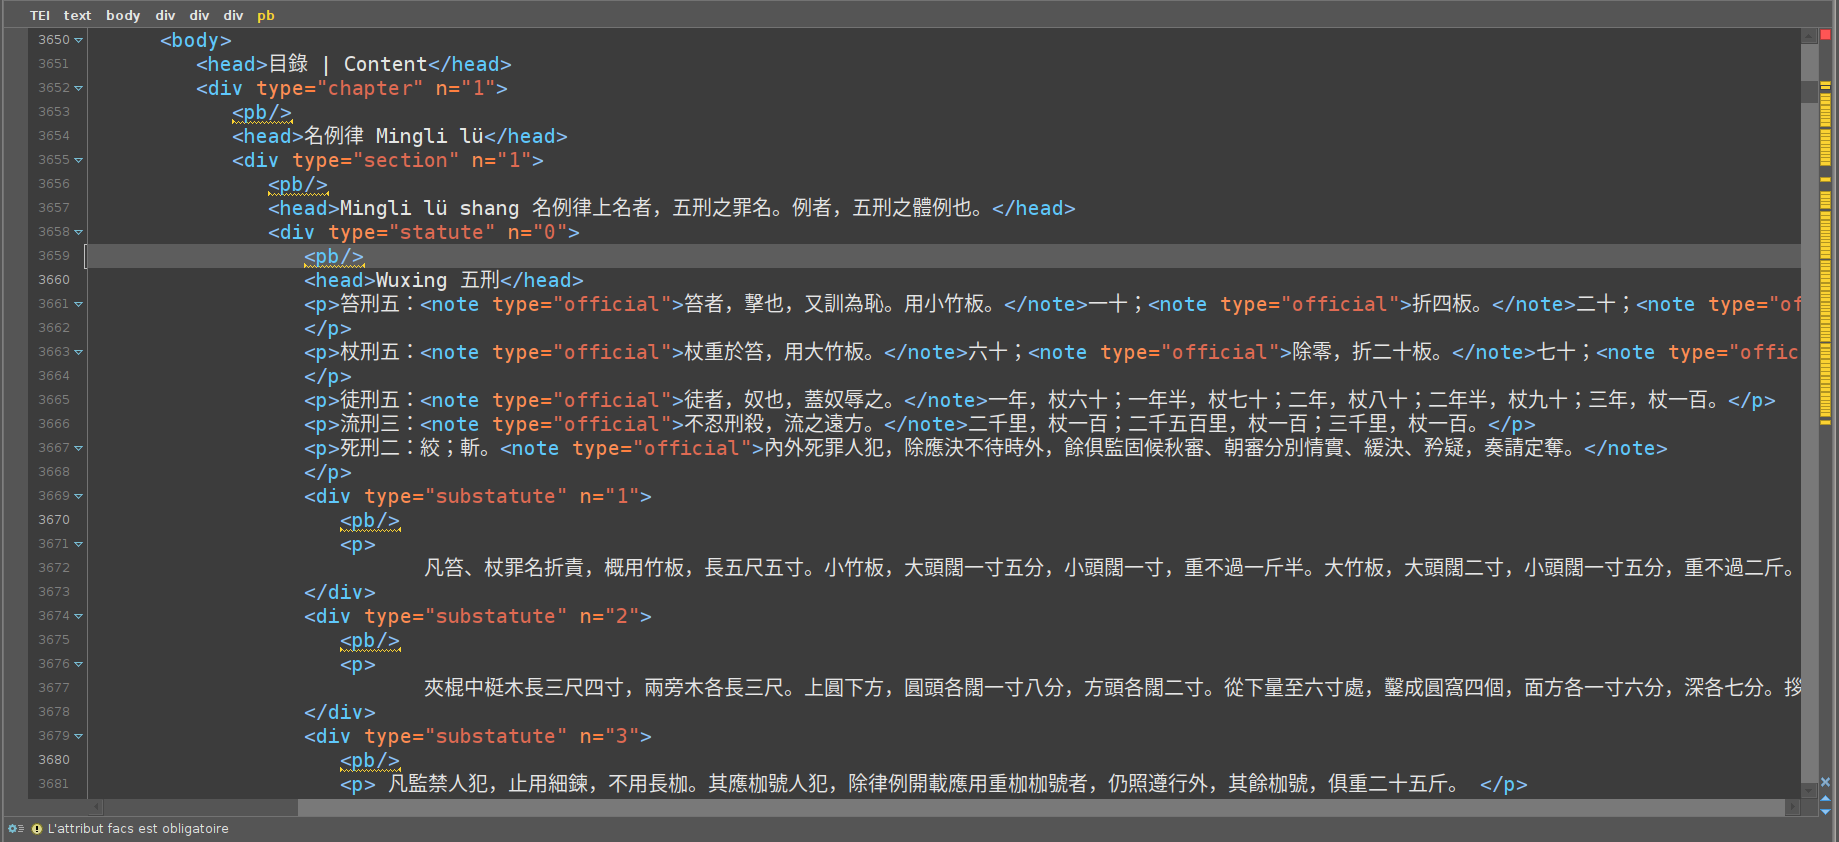 TEI text body div div div pb
3650 <body>
3651 <head>目錄 | Content</head>
3652 <div type="chapter" n="1">
3653 <pb/>
3654 <head>名例律 Mingli lü</head>
3655 <div type="section" n="1">
3656 <pb/>
3657 <head>Mingli lü shang 名例律上名者，五刑之罪名。例者，五刑之體例也。</head>
3658 <div type="statute" n="0">
3659 <pb/>
3660 <head>Wuxing 五刑</head>
3661 <p>笞刑五：<note type="official">笞者，擊也，又訓為恥。用小竹板。</note>一十；<note type="official">折四板。</note>二十；<note type="of
3662 </p>
3663 <p>杖刑五：<note type="official">杖重於笞，用大竹板。</note>六十；<note type="official">除零，折二十板。</note>七十；<note type="offic
3664 </p>
3665 <p>徒刑五：<note type="official">徒者，奴也，蓋奴辱之。</note>一年，杖六十；一年半，杖七十；二年，杖八十；二年半，杖九十；三年，杖一百。</p>
3666 <p>流刑三：<note type="official">不忍刑殺，流之遠方。</note>二千里，杖一百；二千五百里，杖一百；三千里，杖一百。</p>
3667 <p>死刑二：絞；斬。<note type="official">內外死罪人犯，除應決不待時外，餘俱監固候秋審、朝審分別情實、緩決、矜疑，奏請定奪。</note>
3668 </p>
3669 <div type="substatute" n="1">
3670 <pb/>
3671 <p>
3672 凡笞、杖罪名折責，概用竹板，長五尺五寸。小竹板，大頭闊一寸五分，小頭闊一寸，重不過一斤半。大竹板，大頭闊二寸，小頭闊一寸五分，重不過二斤。
3673 </div>
3674 <div type="substatute" n="2">
3675 <pb/>
3676 <p>
3677 夾棍中梃木長三尺四寸，兩旁木各長三尺。上圓下方，圓頭各闊一寸八分，方頭各闊二寸。從下量至六寸處，鑿成圓窩四個，面方各一寸六分，深各七分。拶
3678 </div>
3679 <div type="substatute" n="3">
3680 <pb/>
3681 <p> 凡監禁人犯，止用細鍊，不用長枷。其應枷號人犯，除律例開載應用重枷枷號者，仍照遵行外，其餘枷號，俱重二十五斤。 </p>
L'attribut facs est obligatoire